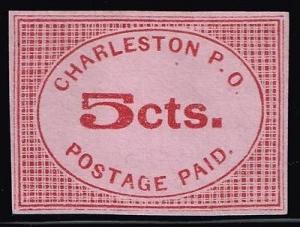 CHARLESTON P. O
5cts.
POSTAGE PAID.